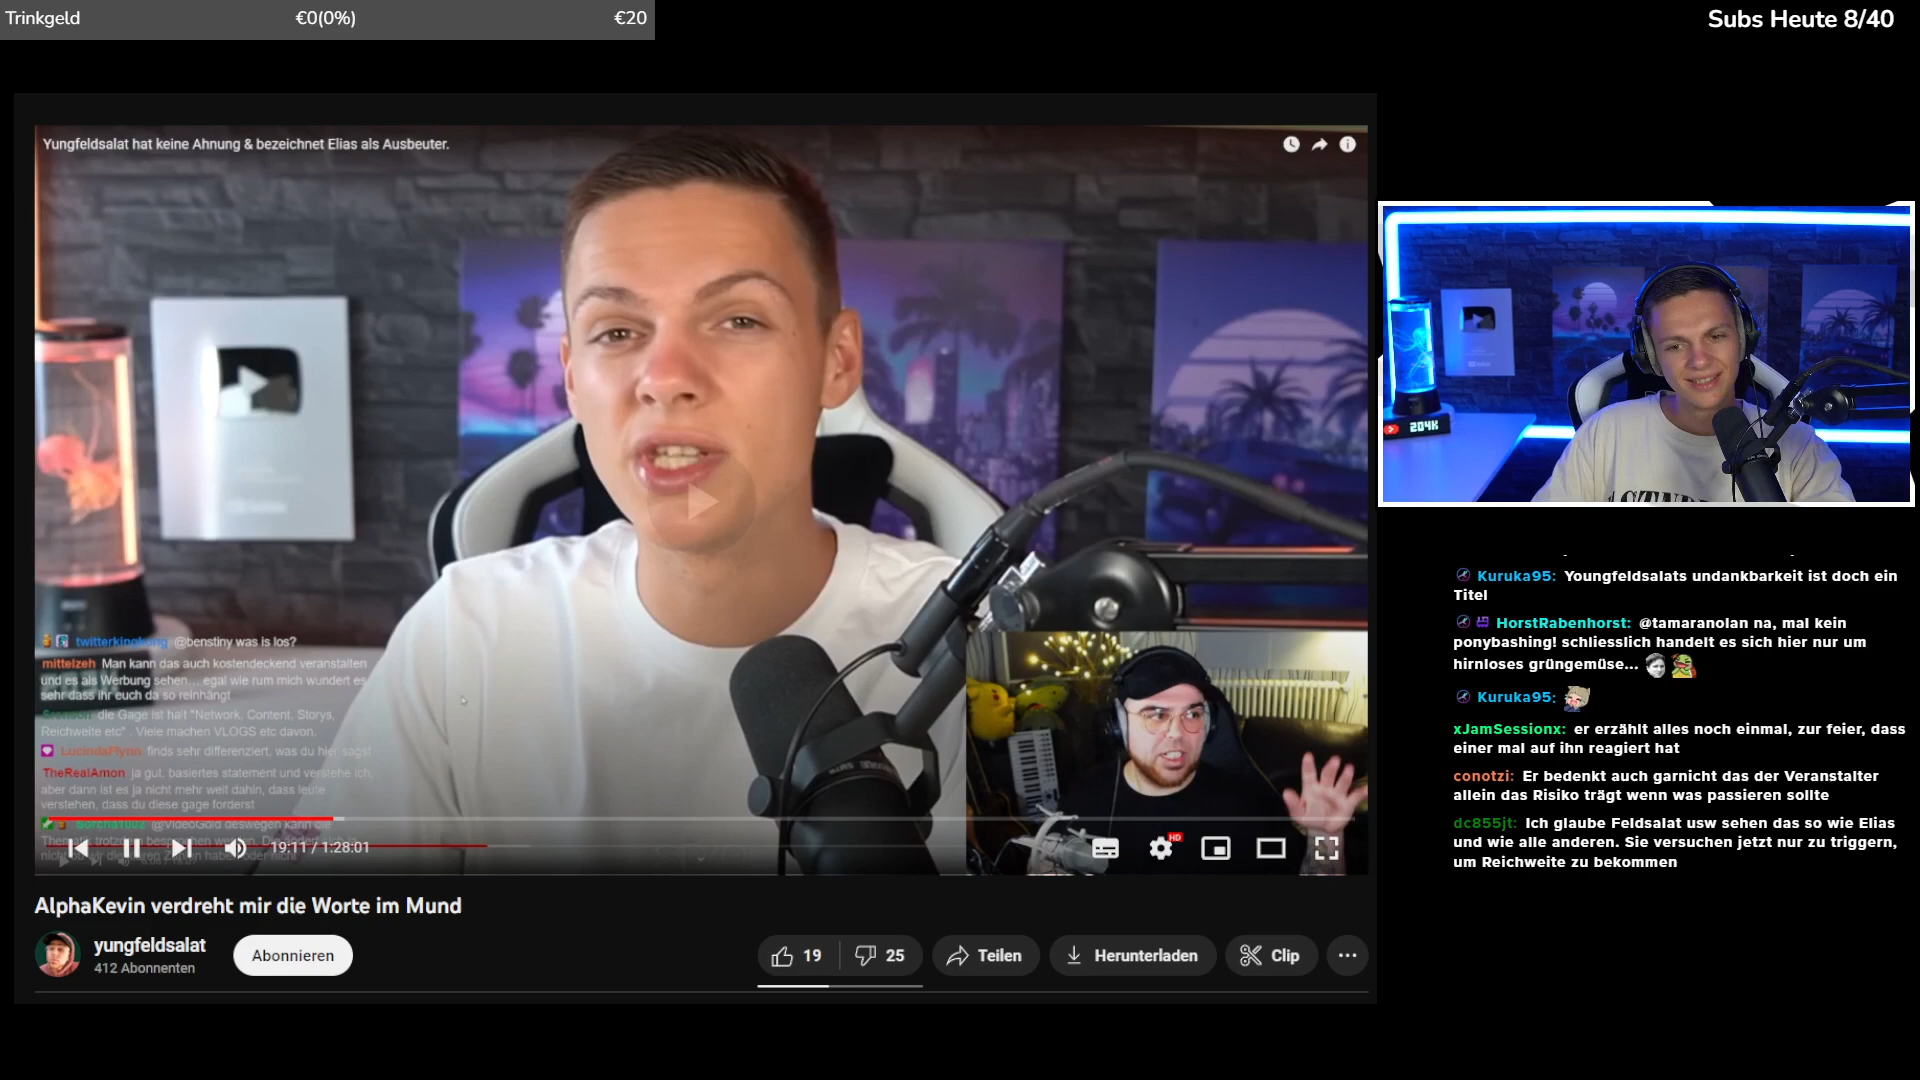 Trinkgeld €0(0%) €20
Subs Heute 8/40
Yungfeldsalat hat keine Ahnung & bezeichnet Elias als Ausbeuter.
204K
twitterkingkong @benstiny was is los?
mittelzeh Man kann das auch kostendeckend veranstalten
und es als Werbung sehen... egal wie rum mich wundert es
sehr dass ihr euch da so reinhängt
die Gage ist halt "Network, Content, Storys,
Reichweite etc" . Viele machen VLOGS etc davon.
LucindaFlynn finds sehr differenziert, was du hier sagst
TheRealAmon ja gut, basiertes statement und verstehe ich,
aber dann ist es ja nicht mehr weit dahin, dass leute
verstehen, dass du diese gage forderst
@VideoGold deswegen kann die
19:11 / 1:28:01
HD
AlphaKevin verdreht mir die Worte im Mund
yungfeldsalat
412 Abonnenten
Abonnieren
19 25 Teilen Herunterladen Clip
Kuruka95: Youngfeldsalats undankbarkeit ist doch ein
Titel
HorstRabenhorst: @tamaranolan na, mal kein
ponybashing! schliesslich handelt es sich hier nur um
hirnloses grüngemüse...
Kuruka95:
xJamSessionx: er erzählt alles noch einmal, zur feier, dass
einer mal auf ihn reagiert hat
conotzi: Er bedenkt auch garnicht das der Veranstalter
allein das Risiko trägt wenn was passieren sollte
dc855jt: Ich glaube Feldsalat usw sehen das so wie Elias
und wie alle anderen. Sie versuchen jetzt nur zu triggern,
um Reichweite zu bekommen